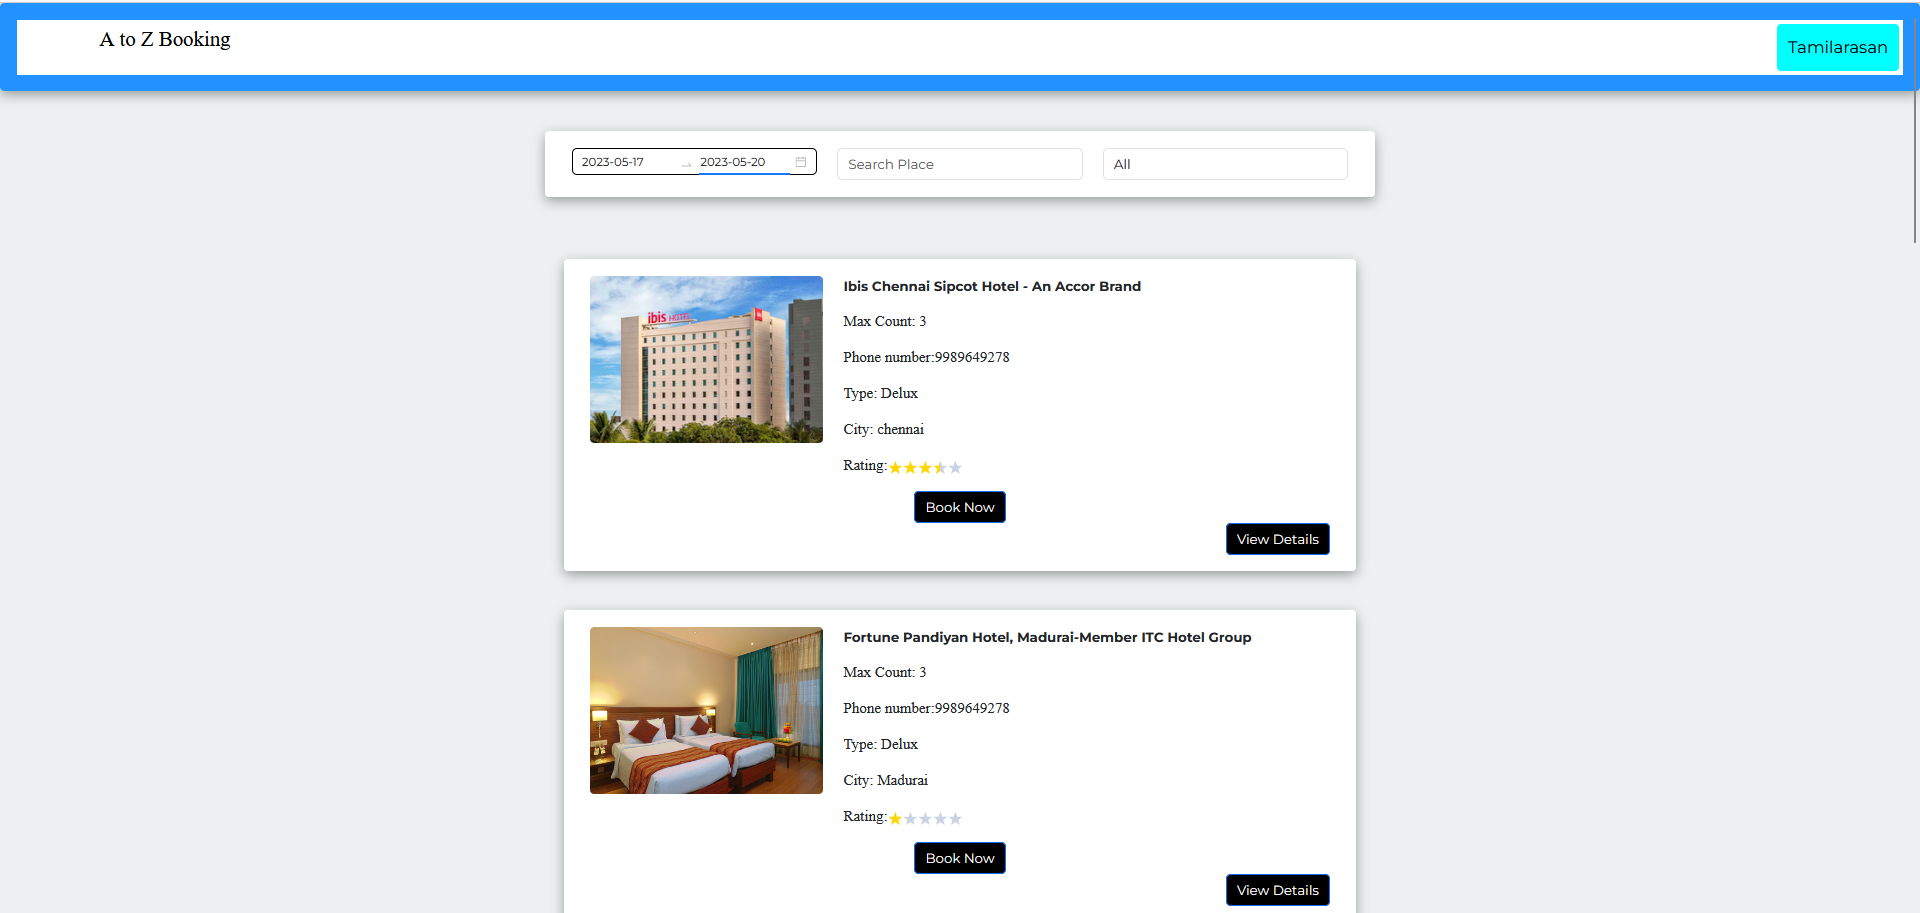 A to Z Booking
Tamilarasan
2023-05-17 → 2023-05-20
Search Place
All
ibis HOTEL
Ibis Chennai Sipcot Hotel - An Accor Brand
Max Count: 3
Phone number:9989649278
Type: Delux
City: chennai
Rating:
Book Now
View Details
Fortune Pandiyan Hotel, Madurai-Member ITC Hotel Group
Max Count: 3
Phone number:9989649278
Type: Delux
City: Madurai
Rating:
Book Now
View Details